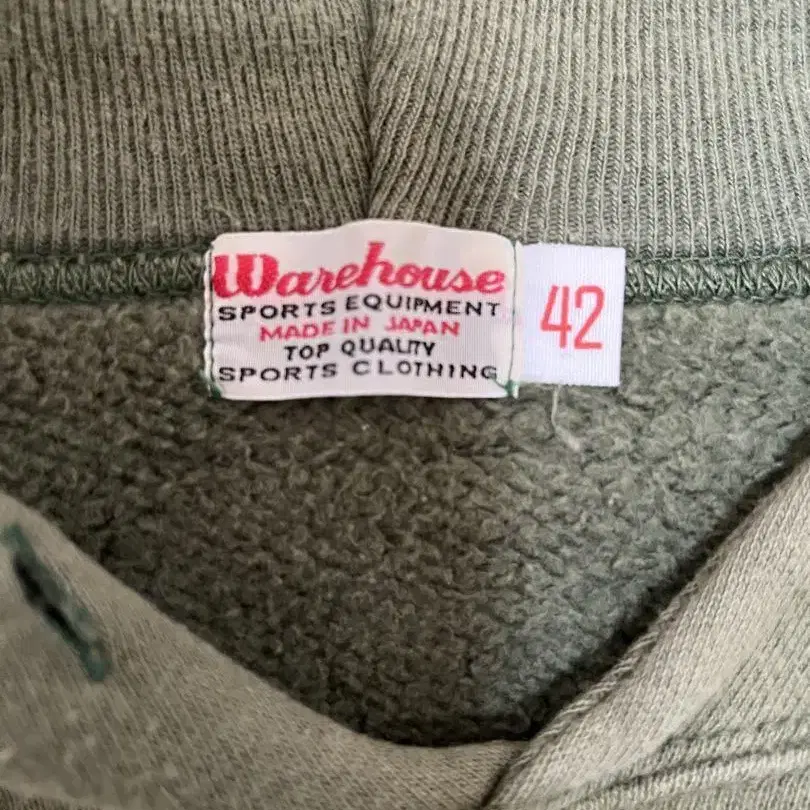 Warehouse
SPORTS EQUIPMENT
MADE IN JAPAN
TOP QUALITY
SPORTS CLOTHING
42